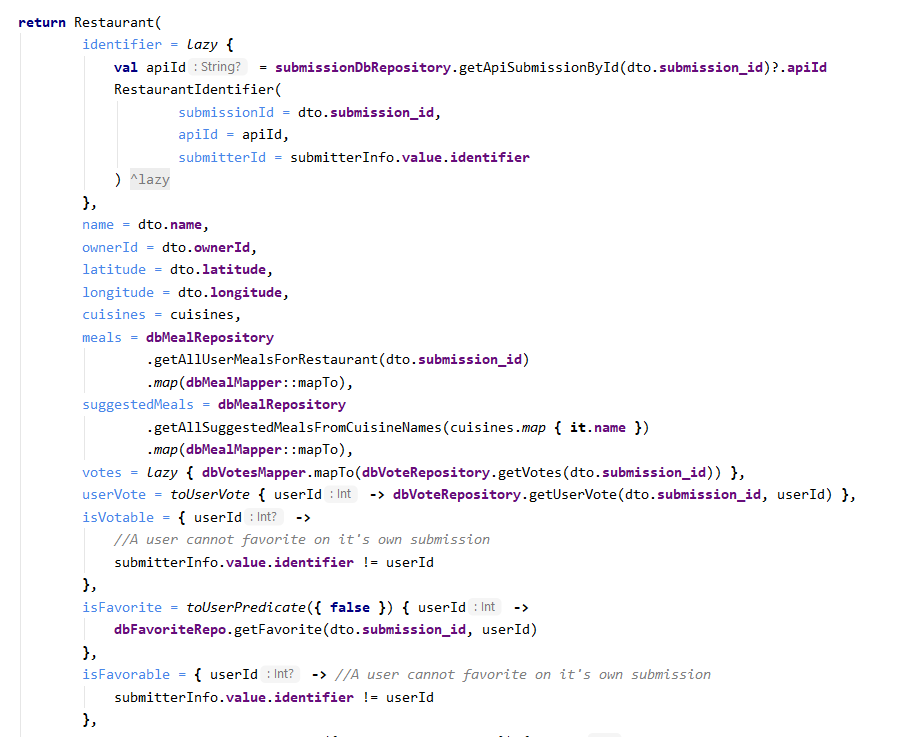 return Restaurant(
identifier = lazy {
val apiId : String? = submissionDbRepository.getApiSubmissionById(dto.submission_id)?.apiId
RestaurantIdentifier(
submissionId = dto.submission_id,
apiId = apiId,
submitterId = submitterInfo.value.identifier
) ^lazy
},
name = dto.name,
ownerId = dto.ownerId,
latitude = dto.latitude,
longitude = dto.longitude,
cuisines = cuisines,
meals = dbMealRepository
.getAllUserMealsForRestaurant(dto.submission_id)
.map(dbMealMapper::mapTo),
suggestedMeals = dbMealRepository
.getAllSuggestedMealsFromCuisineNames(cuisines.map { it.name })
.map(dbMealMapper::mapTo),
votes = lazy { dbVotesMapper.mapTo(dbVoteRepository.getVotes(dto.submission_id)) },
userVote = toUserVote { userId : Int -> dbVoteRepository.getUserVote(dto.submission_id, userId) },
isVotable = { userId : Int? ->
//A user cannot favorite on it's own submission
submitterInfo.value.identifier != userId
},
isFavorite = toUserPredicate({ false }) { userId : Int ->
dbFavoriteRepo.getFavorite(dto.submission_id, userId)
},
isFavorable = { userId : Int? -> //A user cannot favorite on it's own submission
submitterInfo.value.identifier != userId
},